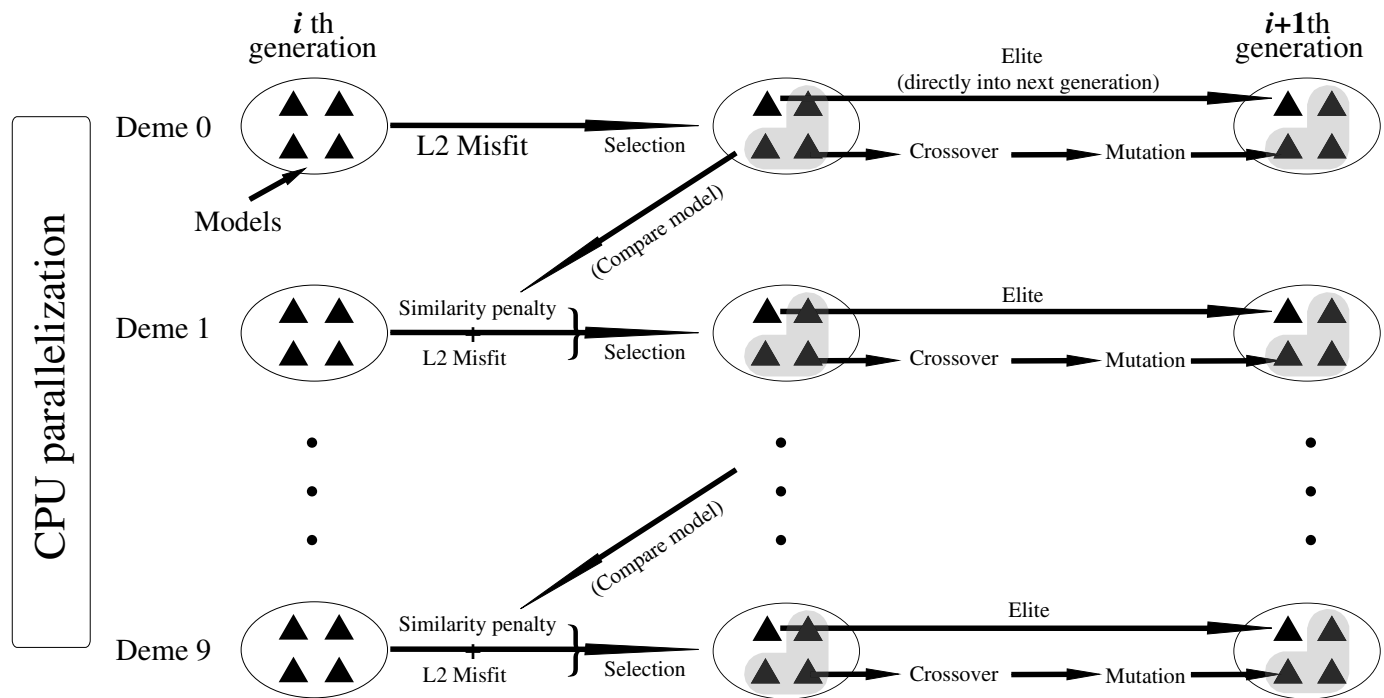 i th
generation
i+1th
generation
Elite
(directly into next generation)
Deme 0
L2 Misfit
Selection
Crossover
Mutation
Models
(Compare model)
CPU parallelization
Deme 1
Similarity penalty
+
L2 Misfit
}
Selection
Elite
Crossover
Mutation
(Compare model)
Deme 9
Similarity penalty
+
L2 Misfit
}
Selection
Elite
Crossover
Mutation